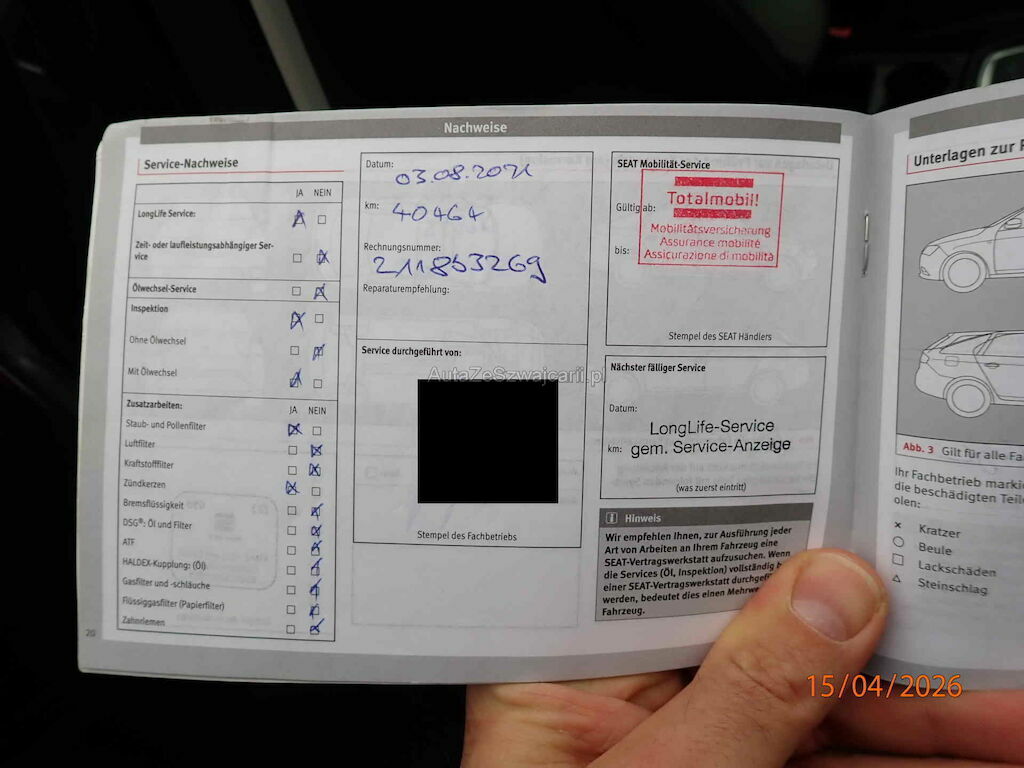 Nachweise
Service-Nachweise
JA NEIN
LongLife Service:
Zeit- oder laufleistungsabhängiger Ser-
vice
Ölwechsel-Service
Inspektion
Ohne Ölwechsel
Mit Ölwechsel
Zusatzarbeiten:
JA NEIN
Staub- und Pollenfilter
Luftfilter
Kraftstofffilter
Zündkerzen
Bremsflüssigkeit
DSG®: Öl und Filter
ATF
HALDEX-Kupplung: (Öl)
Gasfilter und -schläuche
Flüssiggasfilter (Papierfilter)
Zahnriemen
20
Datum:
03.08.2021
km:
40464
Rechnungsnummer:
211853269
Reparaturempfehlung:
Service durchgeführt von:
AutaZeSzwajcarii.pl
Stempel des Fachbetriebs
SEAT Mobilität-Service
Gültig ab:
Totalmobil!
Mobilitätsversicherung
Assurance mobilité
Assicurazione di mobilità
bis:
Stempel des SEAT Händlers
Nächster fälliger Service
Datum:
LongLife-Service
km: gem. Service-Anzeige
(was zuerst eintritt)
Hinweis
Wir empfehlen Ihnen, zur Ausführung jeder
Art von Arbeiten an Ihrem Fahrzeug eine
SEAT-Vertragswerkstatt aufzusuchen. Wenn
die Services (Öl, Inspektion) vollständig
einer SEAT-Vertragswerkstatt
werden, bedeutet dies einen
Fahrzeug.
Unterlagen zur
Abb. 3 Gilt für alle
Ihr Fachbetrieb
die beschädigten
olen:
× Kratzer
○ Beule
□ Lackschäden
△ Steinschlag
15/04/2026